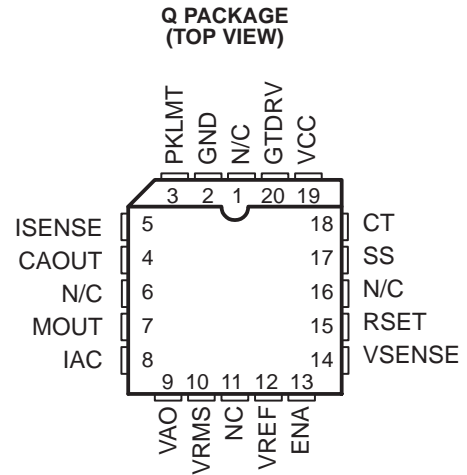 Q PACKAGE
(TOP VIEW)
PKLMT
GND
N/C
GTDRV
VCC
3 2 1 20 19
ISENSE 5
CAOUT 4
N/C 6
MOUT 7
IAC 8
18 CT
17 SS
16 N/C
15 RSET
14 VSENSE
9 10 11 12 13
VAO
VRMS
NC
VREF
ENA